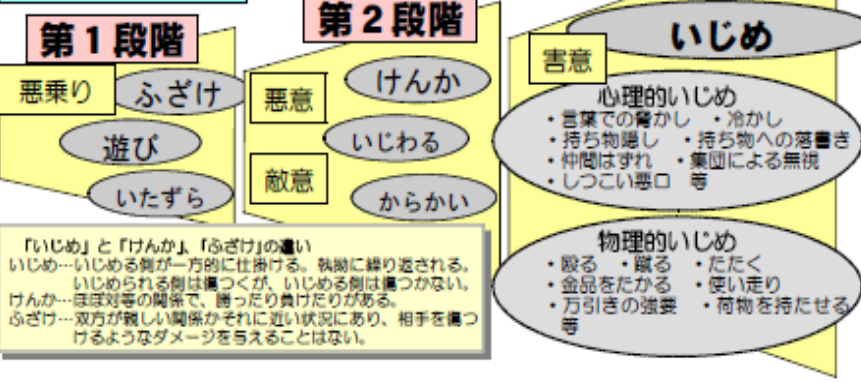 第1段階
悪乗り
ふざけ
遊び
いたずら
第2段階
悪意
けんか
いじわる
敵意
からかい
いじめ
害意
心理的いじめ
・言葉での脅かし ・冷かし
・持ち物隠し ・持ち物への落書き
・仲間はずれ ・集団による無視
・しつこい悪口 等
物理的いじめ
・殴る ・蹴る ・たたく
・金品をたかる ・使い走り
・万引きの強要 ・荷物を持たせる
等
「いじめ」と「けんか」、「ふざけ」の違い
いじめ…いじめる側が一方的に仕掛ける。執拗に繰り返される。
いじめられる側は傷つくが、いじめる側は傷つかない。
けんか…ほぼ対等の関係で、勝ったり負けたりがある。
ふざけ…双方が親しい関係かそれに近い状況にあり、相手を傷つ
けるようなダメージを与えることはない。